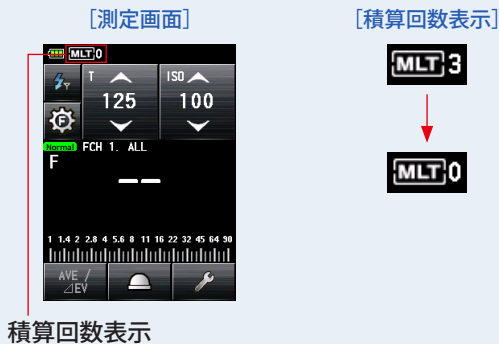 [測定画面]
[積算回数表示]
MLT 0
T
ISO
125
100
Normal FCH 1. ALL
F
--
1 1.4 2 2.8 4 5.6 8 11 16 22 32 45 64 90
AVE /
⊿EV
積算回数表示
MLT 3
MLT 0